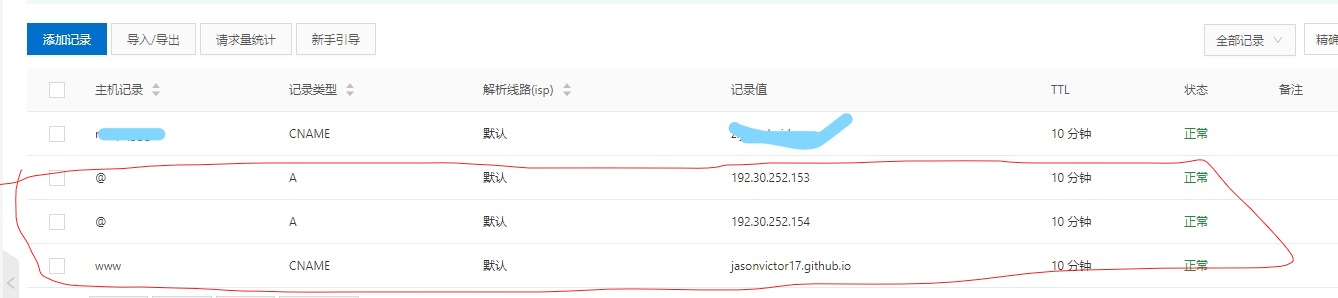 添加记录 导入/导出 请求量统计 新手引导 全部记录 精确
主机记录 记录类型 解析线路(isp) 记录值 TTL 状态 备注
CNAME 默认 10 分钟 正常
@ A 默认 192.30.252.153 10 分钟 正常
@ A 默认 192.30.252.154 10 分钟 正常
www CNAME 默认 jasonvictor17.github.io 10 分钟 正常